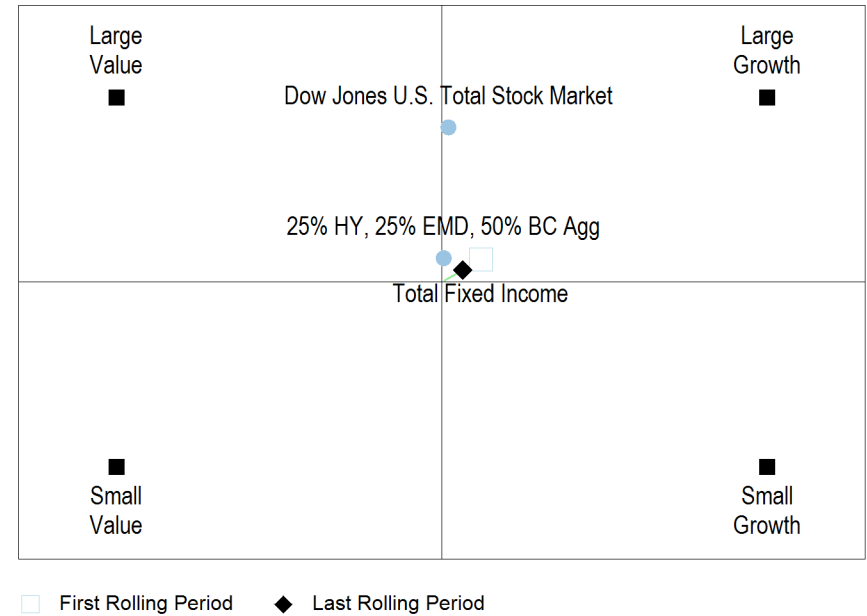 Large
Value
Large
Growth
Dow Jones U.S. Total Stock Market
25% HY, 25% EMD, 50% BC Agg
Total Fixed Income
Small
Value
Small
Growth
First Rolling Period
Last Rolling Period